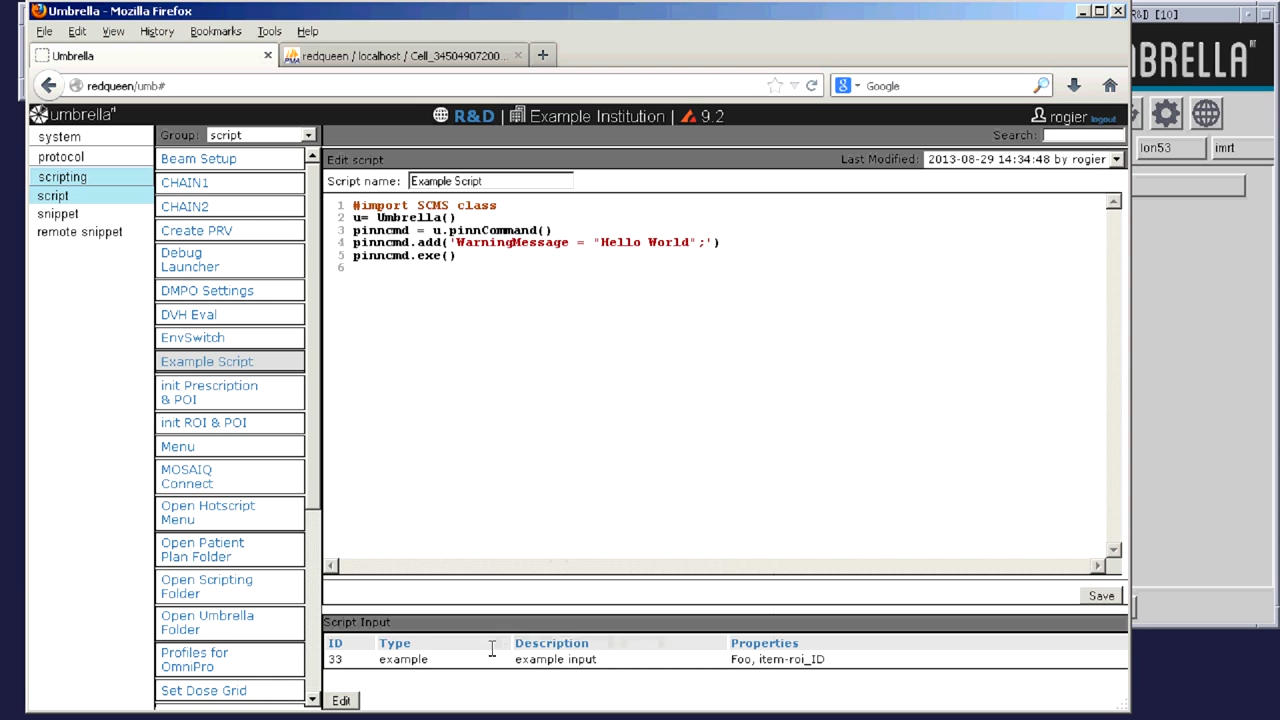 Umbrella - Mozilla Firefox
File Edit View History Bookmarks Tools Help
Umbrella
redqueen / localhost / Cell_34504907200...
redqueen/umb#
Google
umbrella
R&D | Example Institution | 9.2
rogier logout
system
protocol
scripting
script
snippet
remote snippet
Group: script
Search:
Beam Setup
CHAIN1
CHAIN2
Create PRV
Debug
Launcher
DMPO Settings
DVH Eval
EnvSwitch
Example Script
init Prescription
& POI
init ROI & POI
Menu
MOSAIQ
Connect
Open Hotscript
Menu
Open Patient
Plan Folder
Open Scripting
Folder
Open Umbrella
Folder
Profiles for
OmniPro
Set Dose Grid
Edit script
Last Modified: 2013-08-29 14:34:48 by rogier
Script name: Example Script
1 #import SCMS class
2 u= Umbrella()
3 pinncmd = u.pinnCommand()
4 pinncmd.add('WarningMessage = "Hello World";')
5 pinncmd.exe()
6
Save
Script Input
ID Type Description Properties
33 example example input Foo, item-roi_ID
Edit
R&D [10]
BRELLA
lon53
imrt